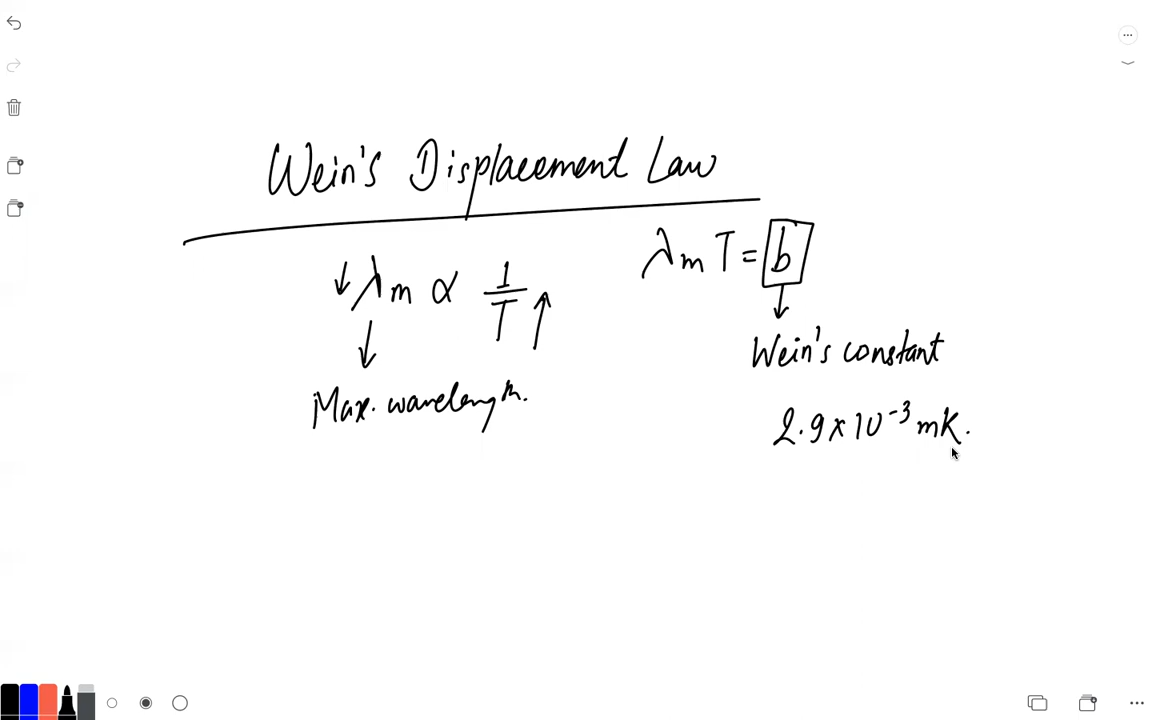 Wein's Displacement Law
↓ λm ∝ 1/T ↑
↓
Max. wavelength.
λm T = b
↓
Wein's constant
2.9 x 10⁻³ mK.